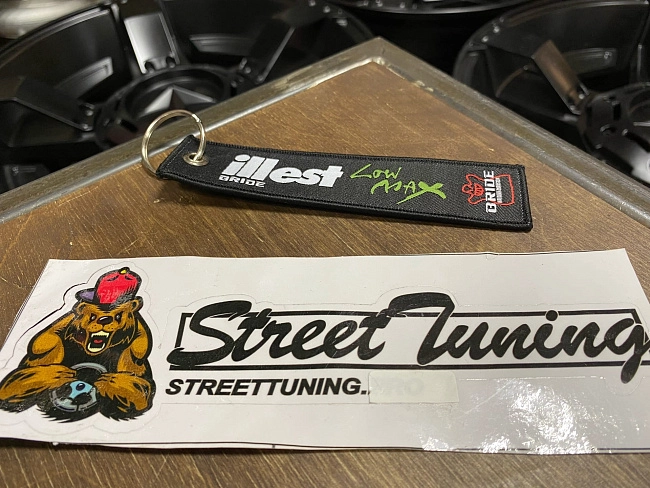 illest
BRIDE
LOW
MAX
BRIDE
Street Tuning
STREETTUNING.